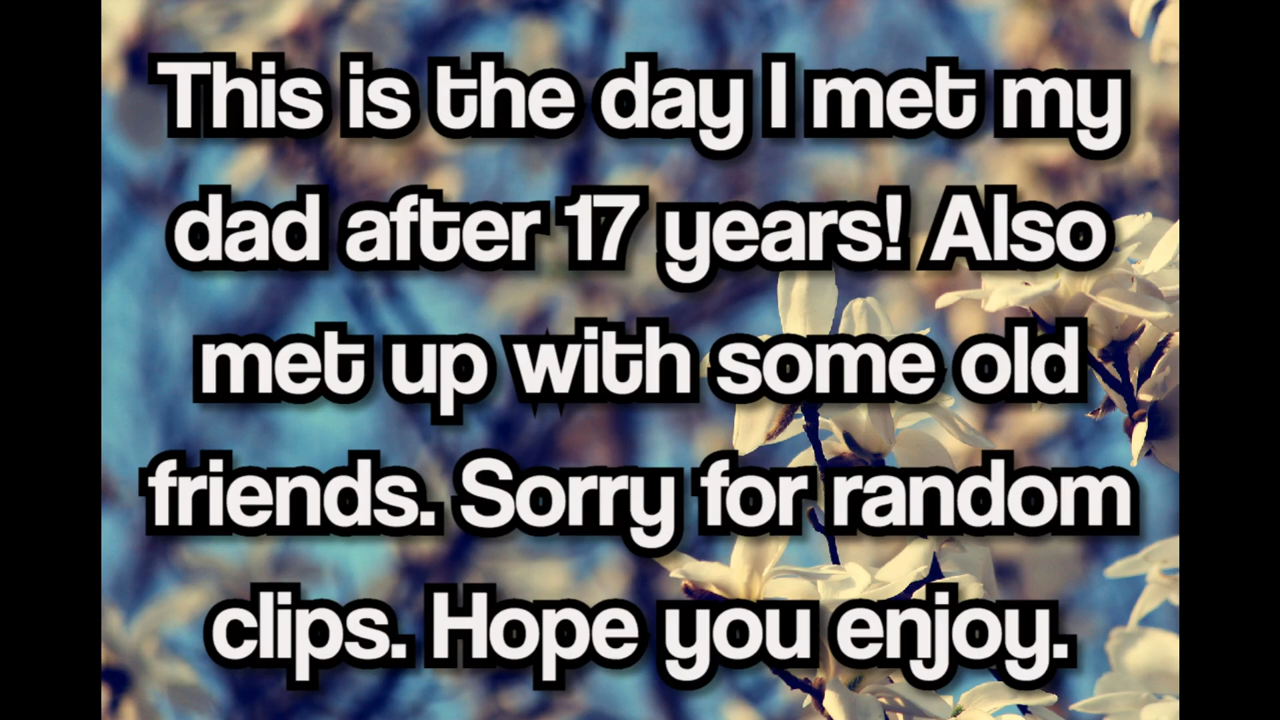 This is the day I met my
dad after 17 years! Also
met up with some old
friends. Sorry for random
clips. Hope you enjoy.